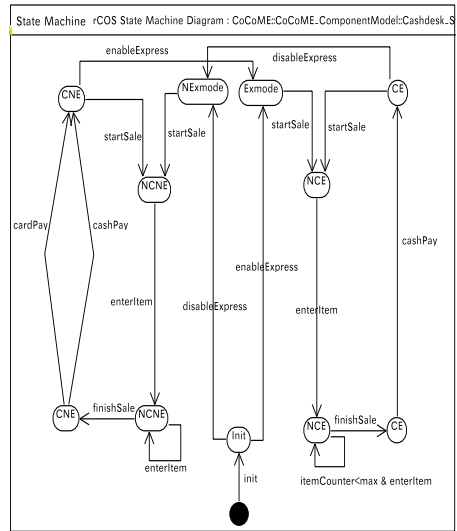 State Machine rCOS State Machine Diagram : CoCoME::CoCoME_ComponentModel::Cashdesk_S
enableExpress
disableExpress
CNE
NExmode
Exmode
CE
startSale
startSale
startSale
startSale
NCNE
NCE
cardPay
cashPay
cashPay
enableExpress
enterItem
disableExpress
enterItem
CNE
finishSale
NCNE
Init
NCE
finishSale
CE
enterItem
init
itemCounter<max & enterItem